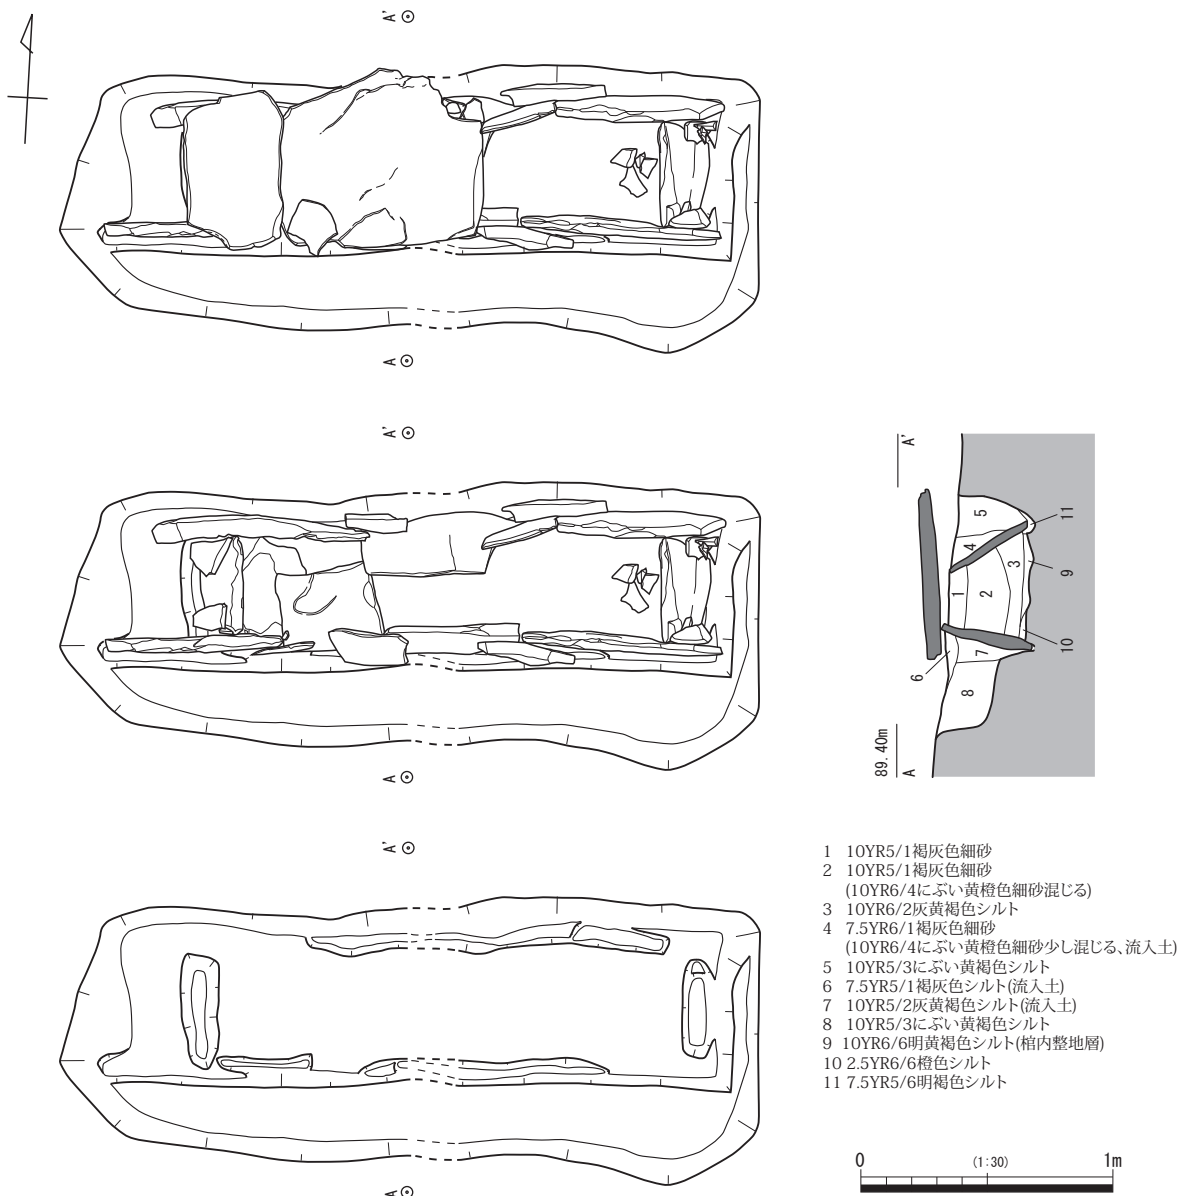 A'
A
A'
A
A'
A
A'
89.40m
A
5
11
4
3
9
1
2
10
7
6
8
1 10YR5/1褐灰色細砂
2 10YR5/1褐灰色細砂
(10YR6/4にぶい黄橙色細砂混じる)
3 10YR6/2灰黄褐色シルト
4 7.5YR6/1褐灰色細砂
(10YR6/4にぶい黄橙色細砂少し混じる、流入土)
5 10YR5/3にぶい黄褐色シルト
6 7.5YR5/1褐灰色シルト(流入土)
7 10YR5/2灰黄褐色シルト(流入土)
8 10YR5/3にぶい黄褐色シルト
9 10YR6/6明黄褐色シルト(棺内整地層)
10 2.5YR6/6橙色シルト
11 7.5YR5/6明褐色シルト
0 (1:30) 1m